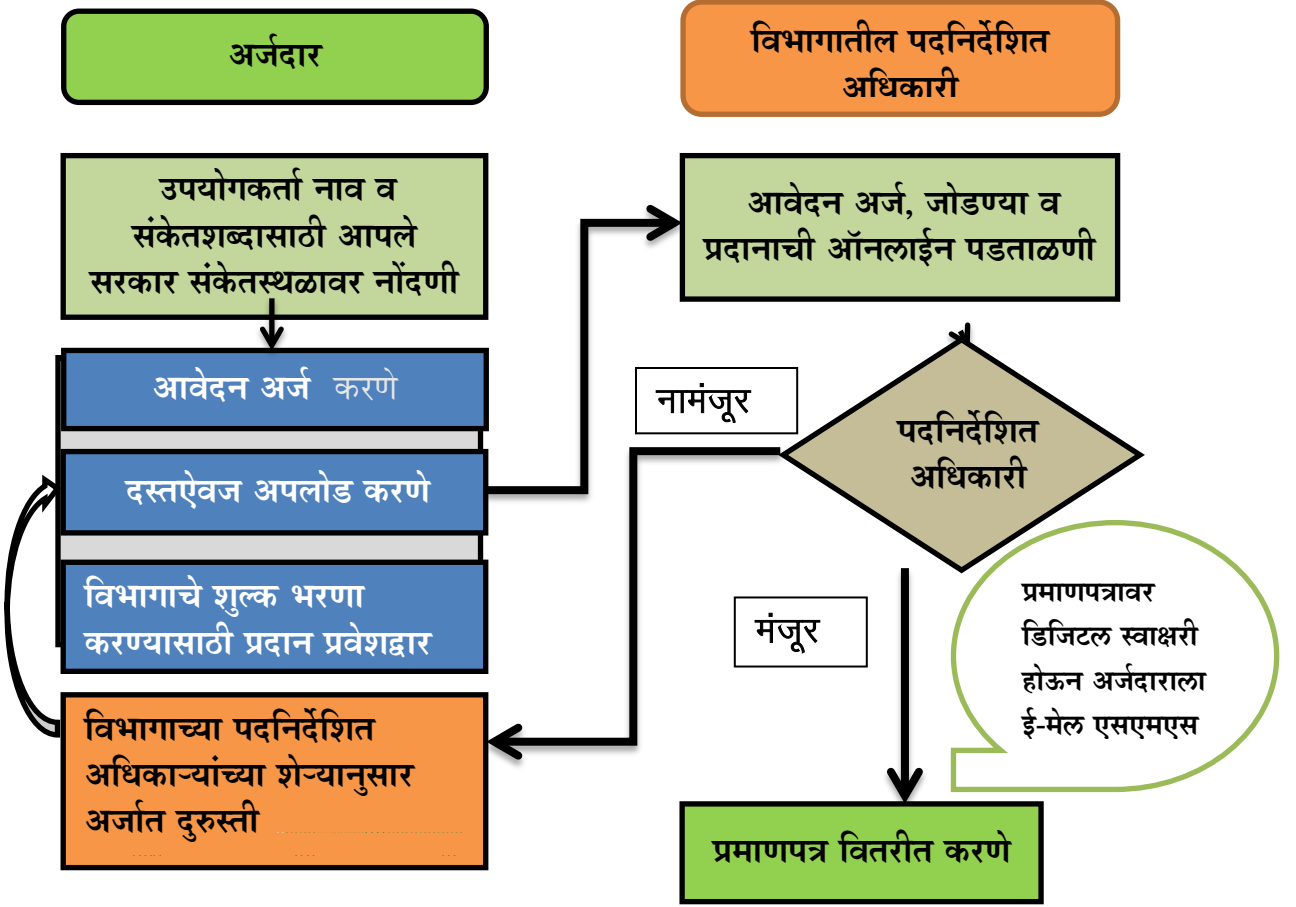 अर्जदार
विभागातील पदनिर्देशित
अधिकारी
उपयोगकर्ता नाव व
संकेतशब्दासाठी आपले
सरकार संकेतस्थळावर नोंदणी
आवेदन अर्ज करणे
दस्तऐवज अपलोड करणे
विभागाचे शुल्क भरणा
करण्यासाठी प्रदान प्रवेशद्वार
विभागाच्या पदनिर्देशित
अधिकाऱ्यांच्या शेऱ्यानुसार
अर्जात दुरुस्ती
आवेदन अर्ज, जोडण्या व
प्रदानाची ऑनलाईन पडताळणी
नामंजूर
पदनिर्देशित
अधिकारी
मंजूर
प्रमाणपत्रावर
डिजिटल स्वाक्षरी
होऊन अर्जदाराला
ई-मेल एसएमएस
प्रमाणपत्र वितरीत करणे